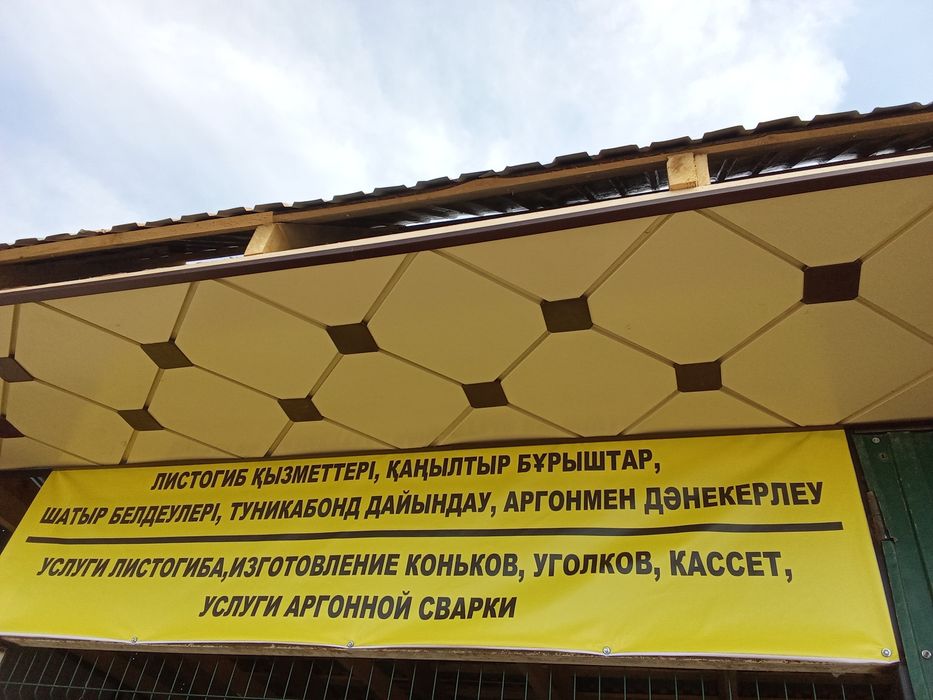 ЛИСТОГИБ ҚЫЗМЕТТЕРІ, ҚАҢЫЛТЫР БҰРЫШТАР,
ШАТЫР БЕЛДЕУЛЕРІ, ТУНИКАБОНД ДАЙЫНДАУ, АРГОНМЕН ДӘНЕКЕРЛЕУ
УСЛУГИ ЛИСТОГИБА,ИЗГОТОВЛЕНИЕ КОНЬКОВ, УГОЛКОВ, КАССЕТ,
УСЛУГИ АРГОННОЙ СВАРКИ